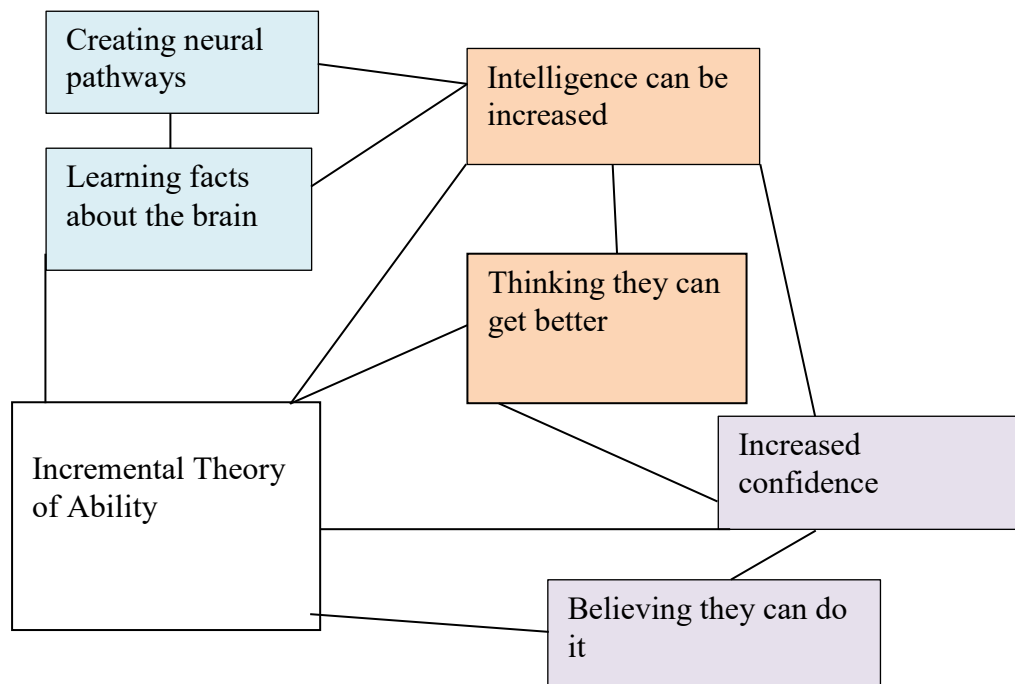 Creating neural
pathways
Intelligence can be
increased
Learning facts
about the brain
Thinking they can
get better
Increased
confidence
Incremental Theory
of Ability
Believing they can do
it